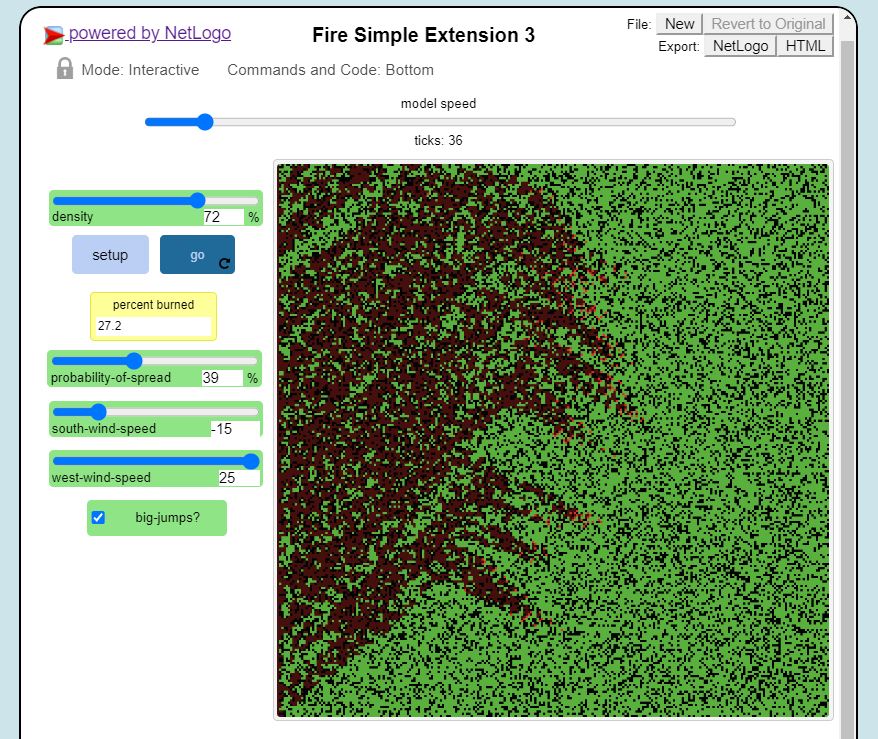 powered by NetLogo
Fire Simple Extension 3
File: New Revert to Original
Export: NetLogo HTML
Mode: Interactive Commands and Code: Bottom
model speed
ticks: 36
density 72 %
setup go
percent burned
27.2
probability-of-spread 39 %
south-wind-speed -15
west-wind-speed 25
big-jumps?